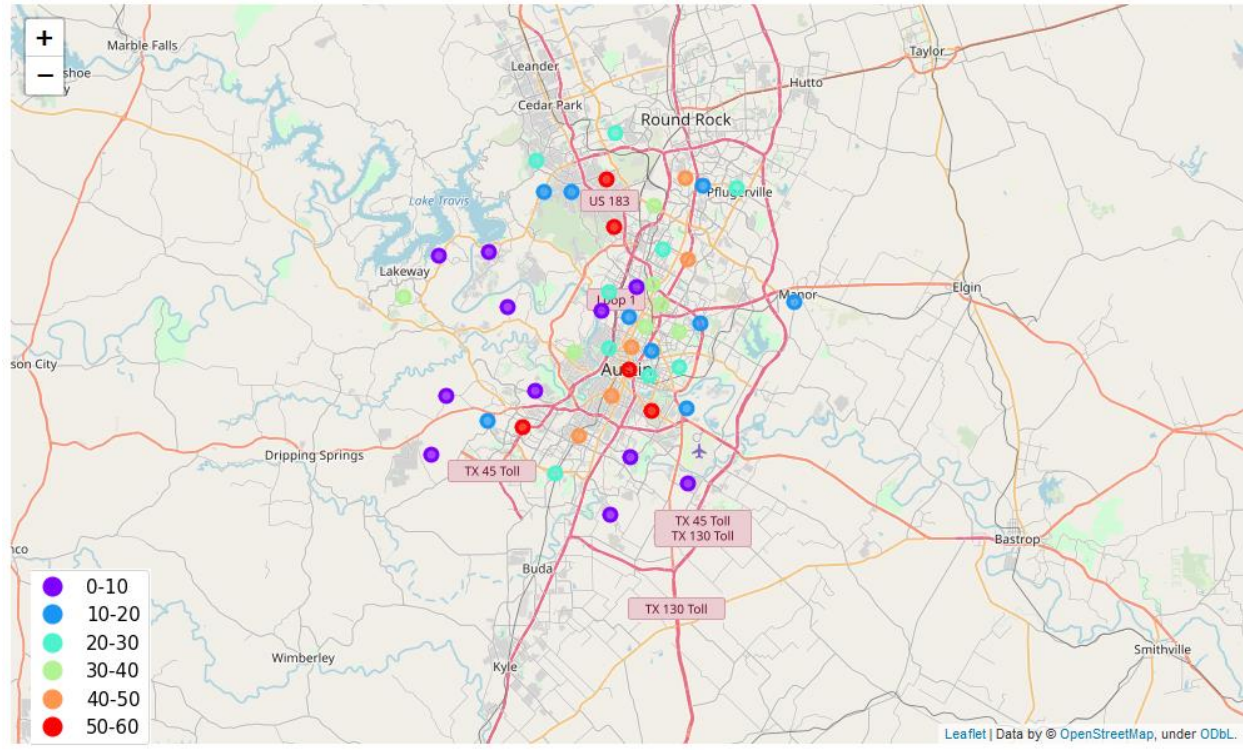 +
−
Marble Falls
shoe
Leander
Cedar Park
Round Rock
Taylor
Hutto
Pflugerville
US 183
Lake Travis
Lakeway
Loop 1
Manor
Elgin
son City
Austin
Dripping Springs
TX 45 Toll
TX 45 Toll
TX 130 Toll
Bastrop
nco
Buda
TX 130 Toll
Wimberley
Kyle
Smithville
0-10
10-20
20-30
30-40
40-50
50-60
Leaflet | Data by © OpenStreetMap, under ODbL.